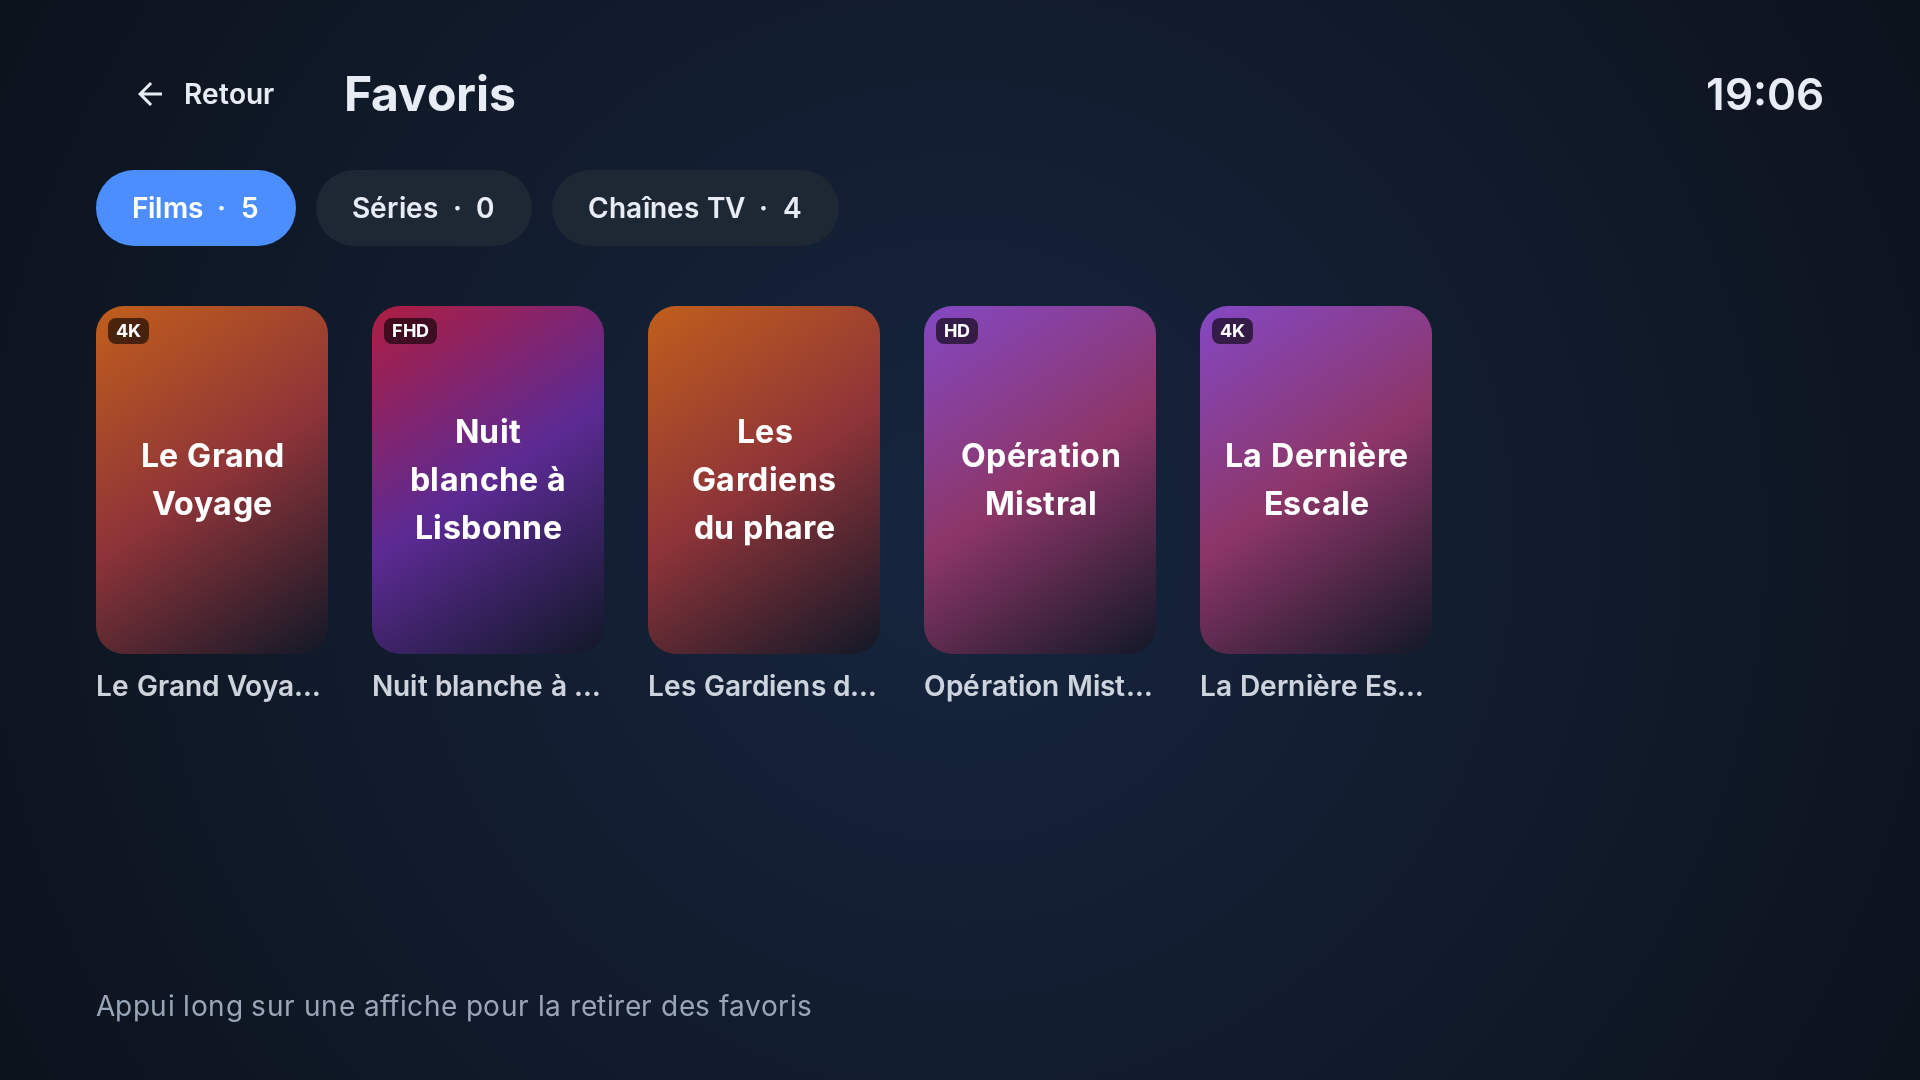 Retour
Favoris
19:06
Films · 5
Séries · 0
Chaînes TV · 4
4K
Le Grand
Voyage
Le Grand Voya...
FHD
Nuit
blanche à
Lisbonne
Nuit blanche à ...
Les
Gardiens
du phare
Les Gardiens d...
HD
Opération
Mistral
Opération Mist...
4K
La Dernière
Escale
La Dernière Es...
Appui long sur une affiche pour la retirer des favoris